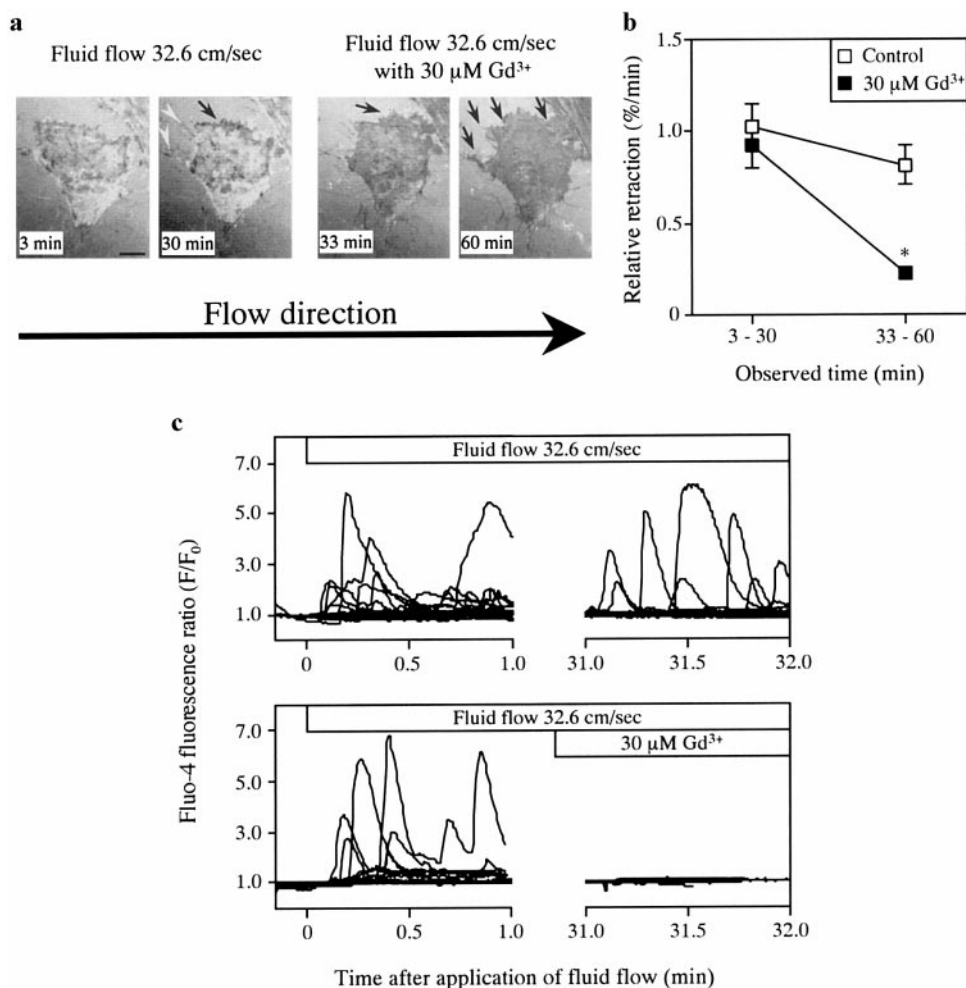 a
Fluid flow 32.6 cm/sec
Fluid flow 32.6 cm/sec
with 30 µM Gd³⁺
3 min
30 min
33 min
60 min
Flow direction
b
Relative retraction (%/min)
1.5
1.0
0.5
0
Control
30 µM Gd³⁺
*
3 - 30
33 - 60
Observed time (min)
c
Fluo-4 fluorescence ratio (F/F₀)
Fluid flow 32.6 cm/sec
7.0
5.0
3.0
1.0
0
0.5
1.0
31.0
31.5
32.0
Fluid flow 32.6 cm/sec
30 µM Gd³⁺
7.0
5.0
3.0
1.0
0
0.5
1.0
31.0
31.5
32.0
Time after application of fluid flow (min)